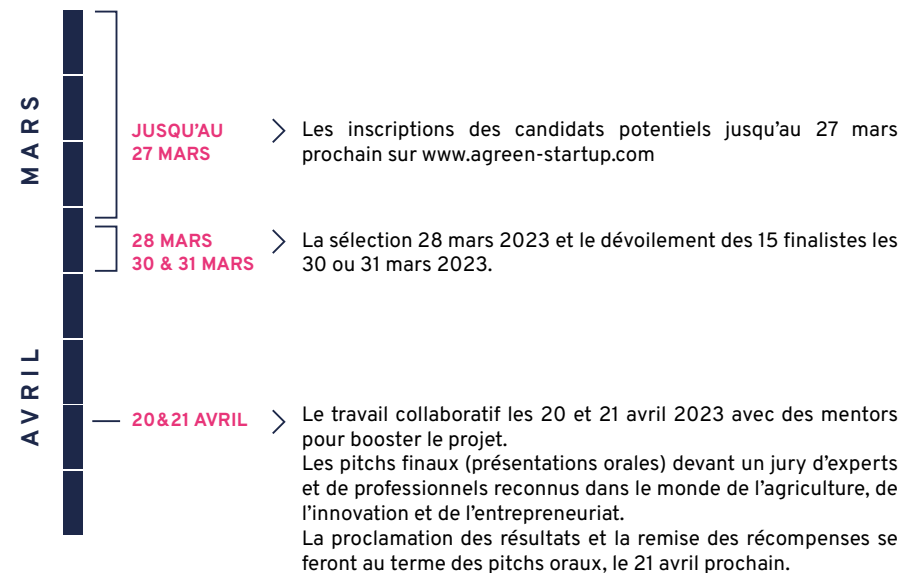 MARS
JUSQU'AU
27 MARS
Les inscriptions des candidats potentiels jusqu'au 27 mars
prochain sur www.agreen-startup.com
28 MARS
30 & 31 MARS
La sélection 28 mars 2023 et le dévoilement des 15 finalistes les
30 ou 31 mars 2023.
AVRIL
20&21 AVRIL
Le travail collaboratif les 20 et 21 avril 2023 avec des mentors
pour booster le projet.
Les pitchs finaux (présentations orales) devant un jury d'experts
et de professionnels reconnus dans le monde de l'agriculture, de
l'innovation et de l'entrepreneuriat.
La proclamation des résultats et la remise des récompenses se
feront au terme des pitchs oraux, le 21 avril prochain.